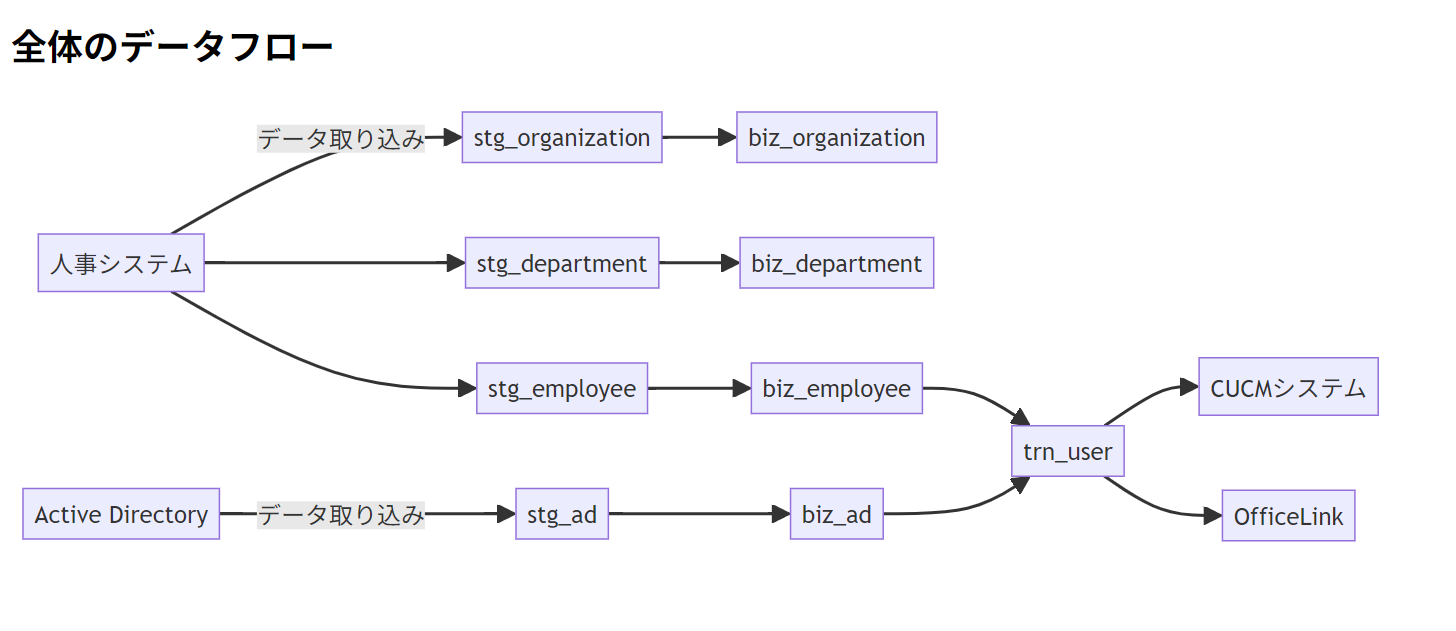 全体のデータフロー
データ取り込み
stg_organization
biz_organization
人事システム
stg_department
biz_department
stg_employee
biz_employee
CUCMシステム
trn_user
Active Directory
データ取り込み
stg_ad
biz_ad
OfficeLink